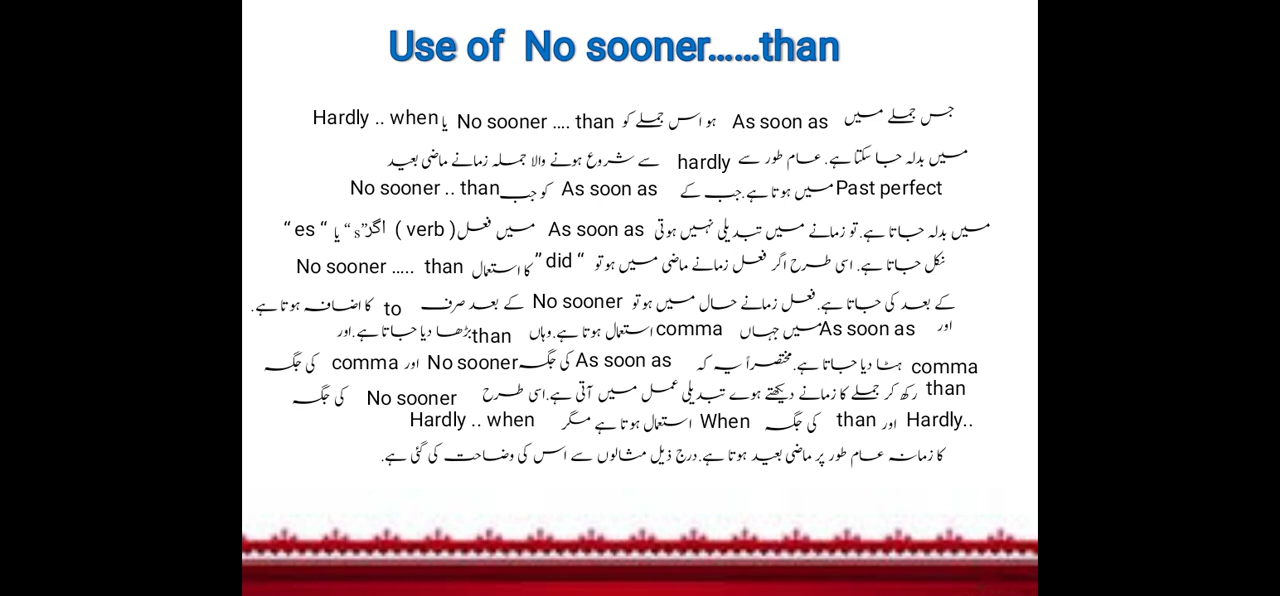 Use of No sooner......than
جس جملے میں As soon as ہو اس جملے کو No sooner .... than یا Hardly .. when
میں بدلہ جا سکتا ہے. عام طور سے hardly سے شروع ہونے والا جملہ زمانے ماضی بعید
Past perfect میں ہوتا ہے.جب کے As soon as کو جب No sooner .. than
میں بدلہ جاتا ہے. تو زمانے میں تبدیلی نہیں ہوتی As soon as میں فعل ( verb ) اگر ”s “ یا “ es “
نکل جاتا ہے. اسی طرح اگر فعل زمانے ماضی میں ہو تو “ did ” کا استعمال No sooner ..... than
کے بعد کی جاتا ہے.فعل زمانے حال میں ہو تو No sooner کے بعد صرف to کا اضافہ ہوتا ہے.
اور As soon as میں جہاں comma استعمال ہوتا ہے.وہاں than بڑھا دیا جاتا ہے.اور
comma ہٹا دیا جاتا ہے.مختصراً یہ کہ As soon as کی جگہ No sooner اور comma کی جگہ
than رکھ کر جملے کا زمانے دیکھتے ہوے تبدیلی عمل میں آتی ہے.اسی طرح No sooner کی جگہ
Hardly.. اور than کی جگہ When استعمال ہوتا ہے مگر Hardly .. when
کا زمانہ عام طور پر ماضی بعید ہوتا ہے.درج ذیل مثالوں سے اس کی وضاحت کی گئی ہے.